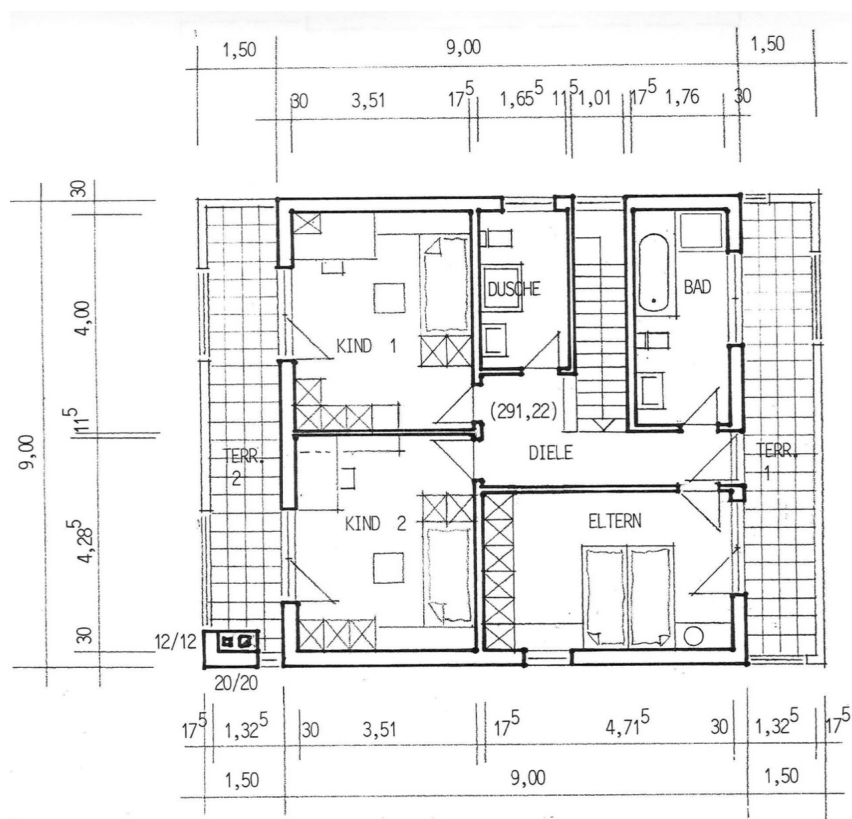 1,50 9,00 1,50
30 3,51 17⁵ 1,65⁵ 11⁵ 1,01 17⁵ 1,76 30
30
4,00
11⁵
4,28⁵
30
9,00
DUSCHE
BAD
KIND 1
(291,22)
DIELE
TERR.
2
TERR.
1
KIND 2
ELTERN
12/12
20/20
17⁵ 1,32⁵ 30 3,51 17⁵ 4,71⁵ 30 1,32⁵ 17⁵
1,50 9,00 1,50